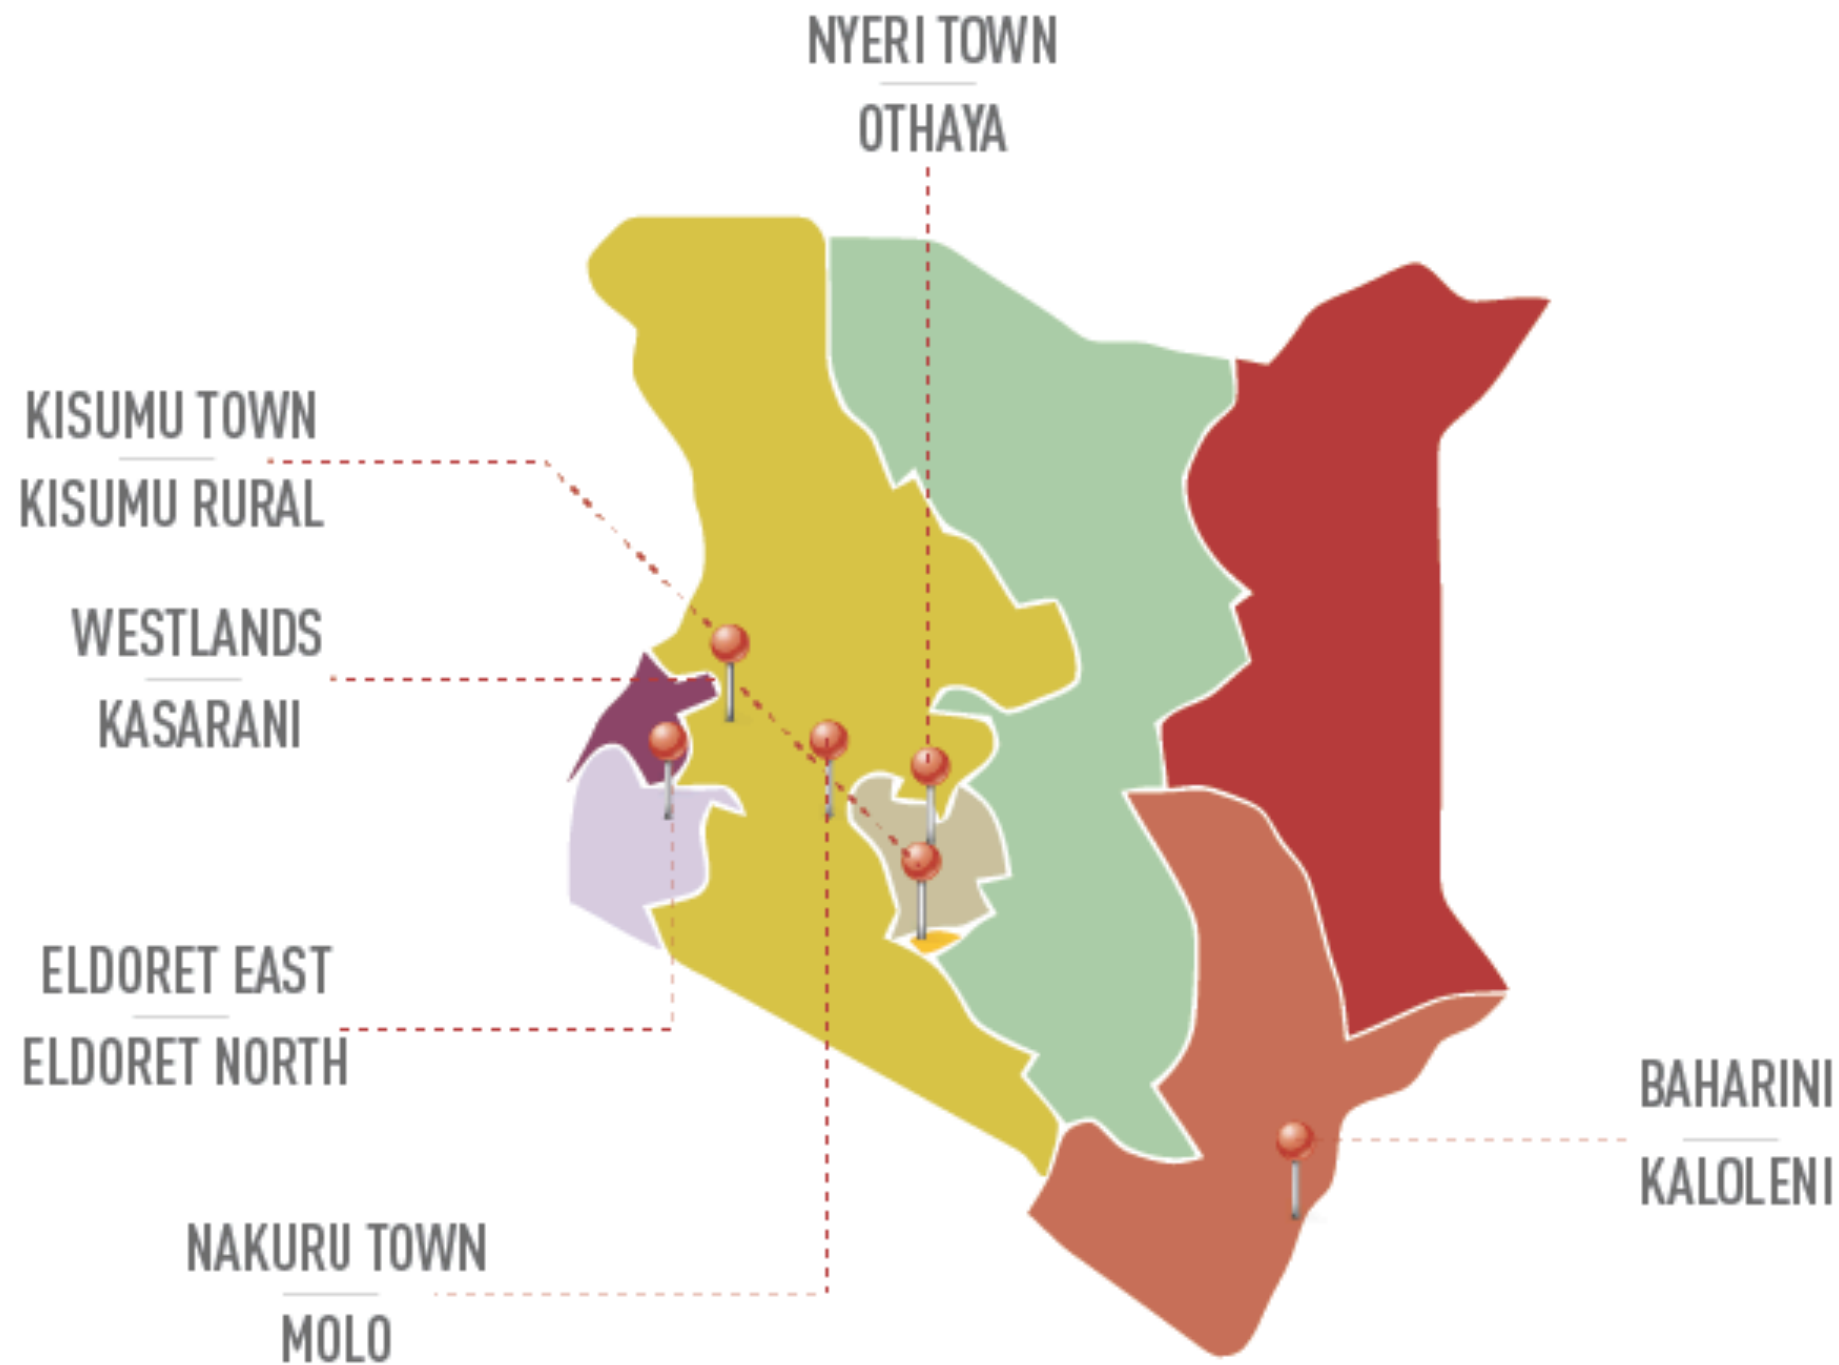 NYERI TOWN
OTHAYA
KISUMU TOWN
KISUMU RURAL
WESTLANDS
KASARANI
ELDORET EAST
ELDORET NORTH
BAHARINI
KALOLENI
NAKURU TOWN
MOLO